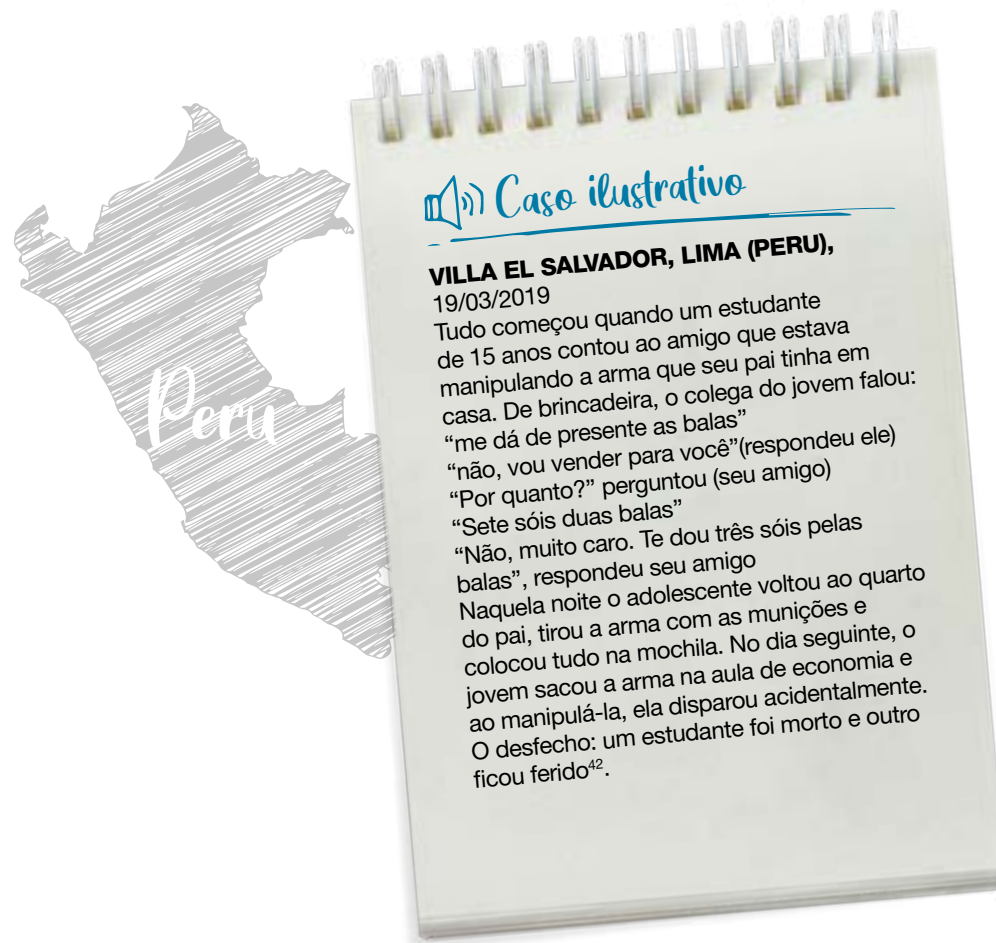 Peru
Caso ilustrativo
VILLA EL SALVADOR, LIMA (PERU),
19/03/2019
Tudo começou quando um estudante
de 15 anos contou ao amigo que estava
manipulando a arma que seu pai tinha em
casa. De brincadeira, o colega do jovem falou:
“me dá de presente as balas”
“não, vou vender para você”(respondeu ele)
“Por quanto?” perguntou (seu amigo)
“Sete sóis duas balas”
“Não, muito caro. Te dou três sóis pelas
balas”, respondeu seu amigo
Naquela noite o adolescente voltou ao quarto
do pai, tirou a arma com as munições e
colocou tudo na mochila. No dia seguinte, o
jovem sacou a arma na aula de economia e
ao manipulá-la, ela disparou acidentalmente.
O desfecho: um estudante foi morto e outro
ficou ferido⁴².